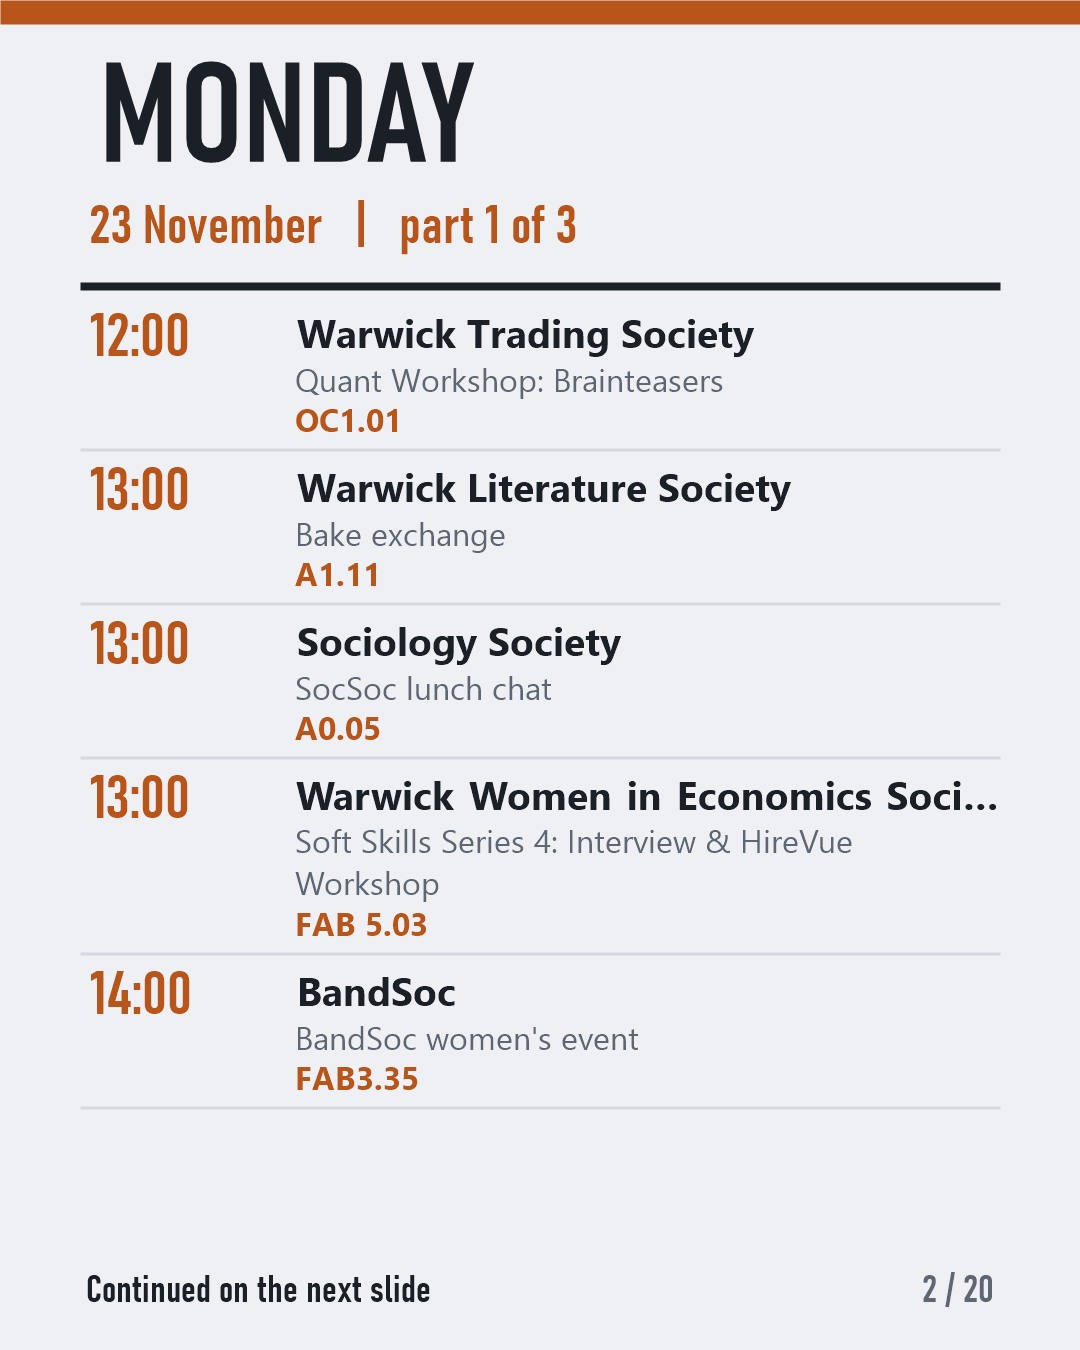 MONDAY
23 November | part 1 of 3
12:00
Warwick Trading Society
Quant Workshop: Brainteasers
OC1.01
13:00
Warwick Literature Society
Bake exchange
A1.11
13:00
Sociology Society
SocSoc lunch chat
A0.05
13:00
Warwick Women in Economics Soci...
Soft Skills Series 4: Interview & HireVue
Workshop
FAB 5.03
14:00
BandSoc
BandSoc women's event
FAB3.35
Continued on the next slide
2 / 20